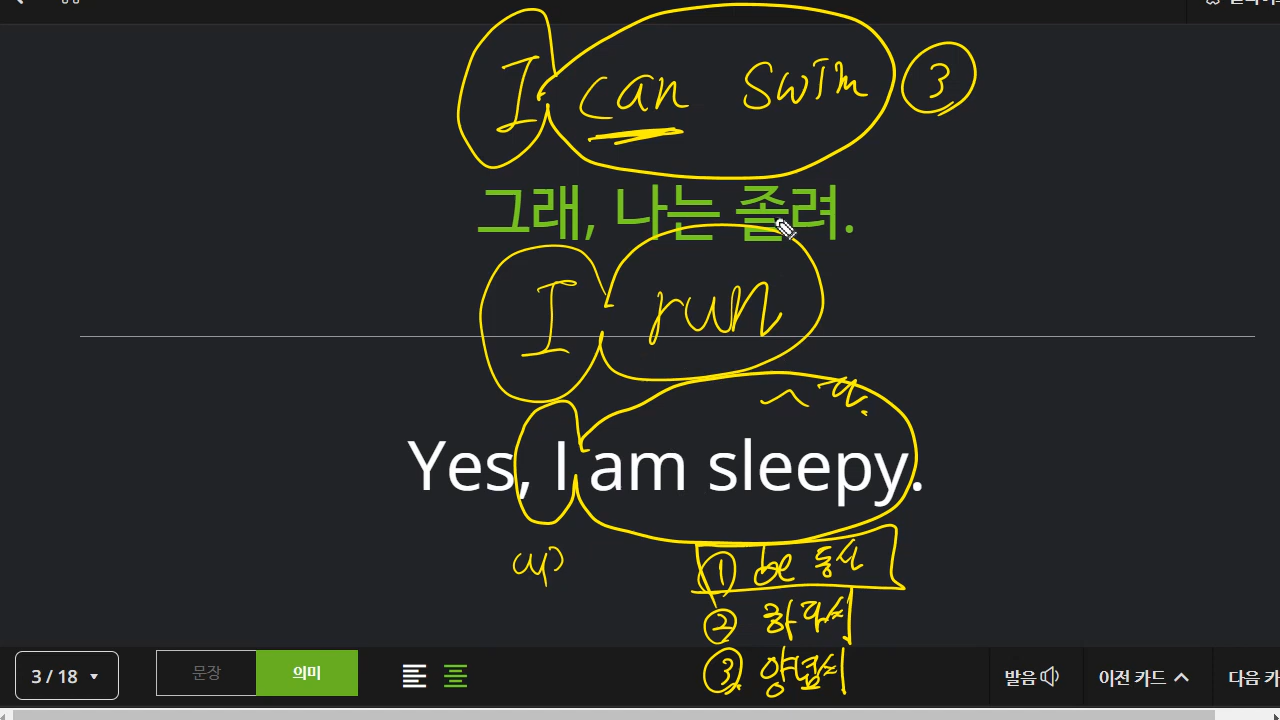 I can swim ③
그래, 나는 졸려.
I run
Yes, I am sleepy.
① be 동사
② 하다씩
③ 양념씨
3 / 18
문장
의미
발음
이전 카드
다음 카